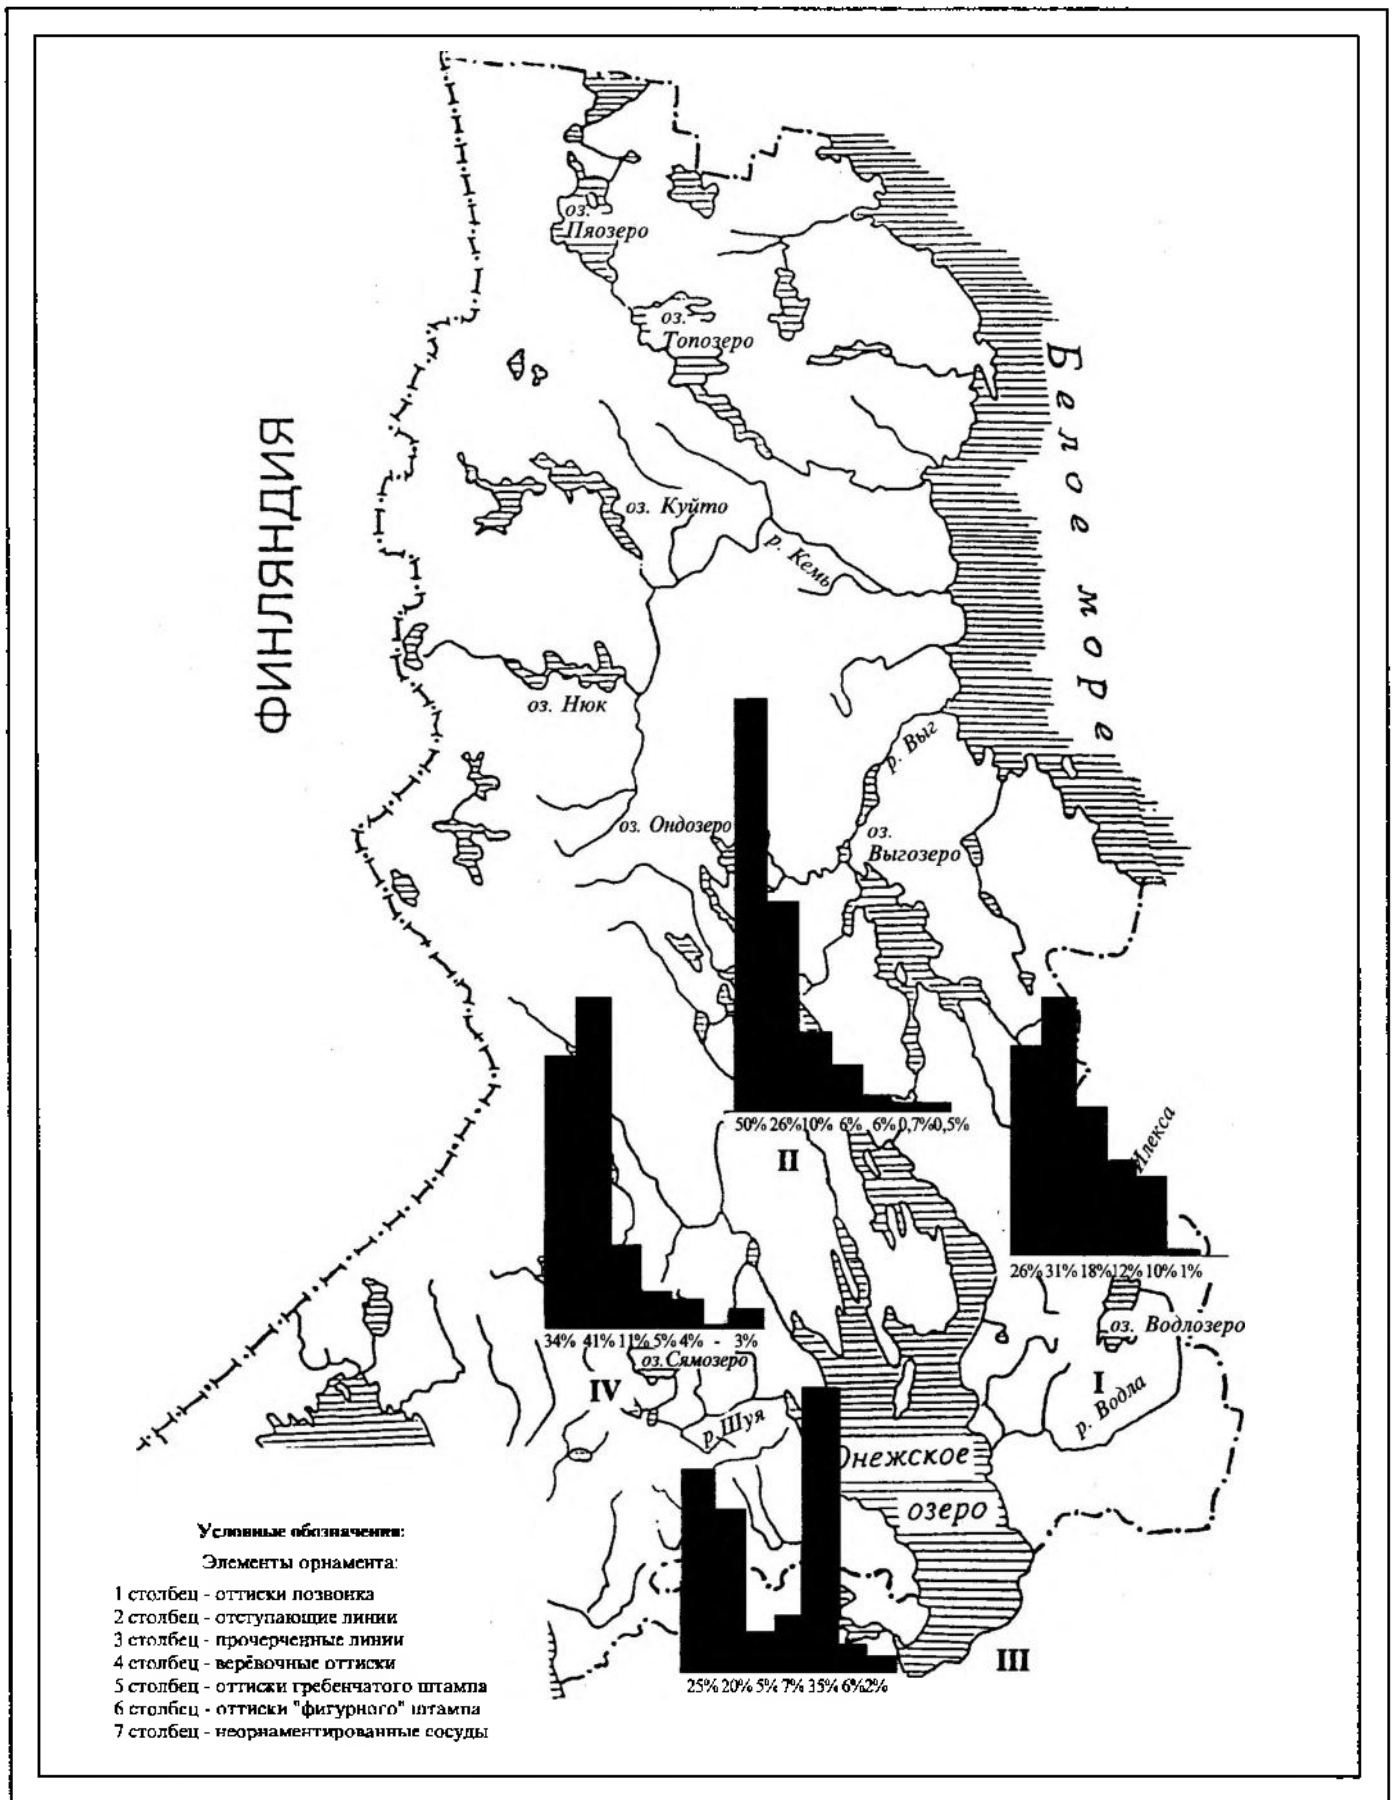 оз.
Пяозеро
оз.
Топозеро
Белое море
ФИНЛЯНДИЯ
оз. Куйто
р. Кемь
оз. Нюк
р. Выг
оз. Ондозеро
оз.
Выгозеро
50% 26% 10% 6% 6% 0,7% 0,5%
II
Илекса
26% 31% 18% 12% 10% 1%
оз. Водлозеро
34% 41% 11% 5% 4% - 3%
оз. Сямозеро
IV
I
р. Водла
р. Шуя
Онежское
озеро
III
25% 20% 5% 7% 35% 6% 2%
Условные обозначения:
Элементы орнамента:
1 столбец - оттиски позвонка
2 столбец - отступающие линии
3 столбец - прочерченные линии
4 столбец - верёвочные оттиски
5 столбец - оттиски гребенчатого штампа
6 столбец - оттиски "фигурного" штампа
7 столбец - неорнаментированные сосуды